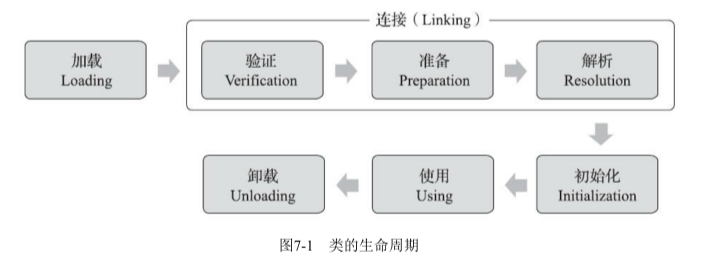 连接（Linking）
加载
Loading
验证
Verification
准备
Preparation
解析
Resolution
初始化
Initialization
使用
Using
卸载
Unloading
图7-1 类的生命周期